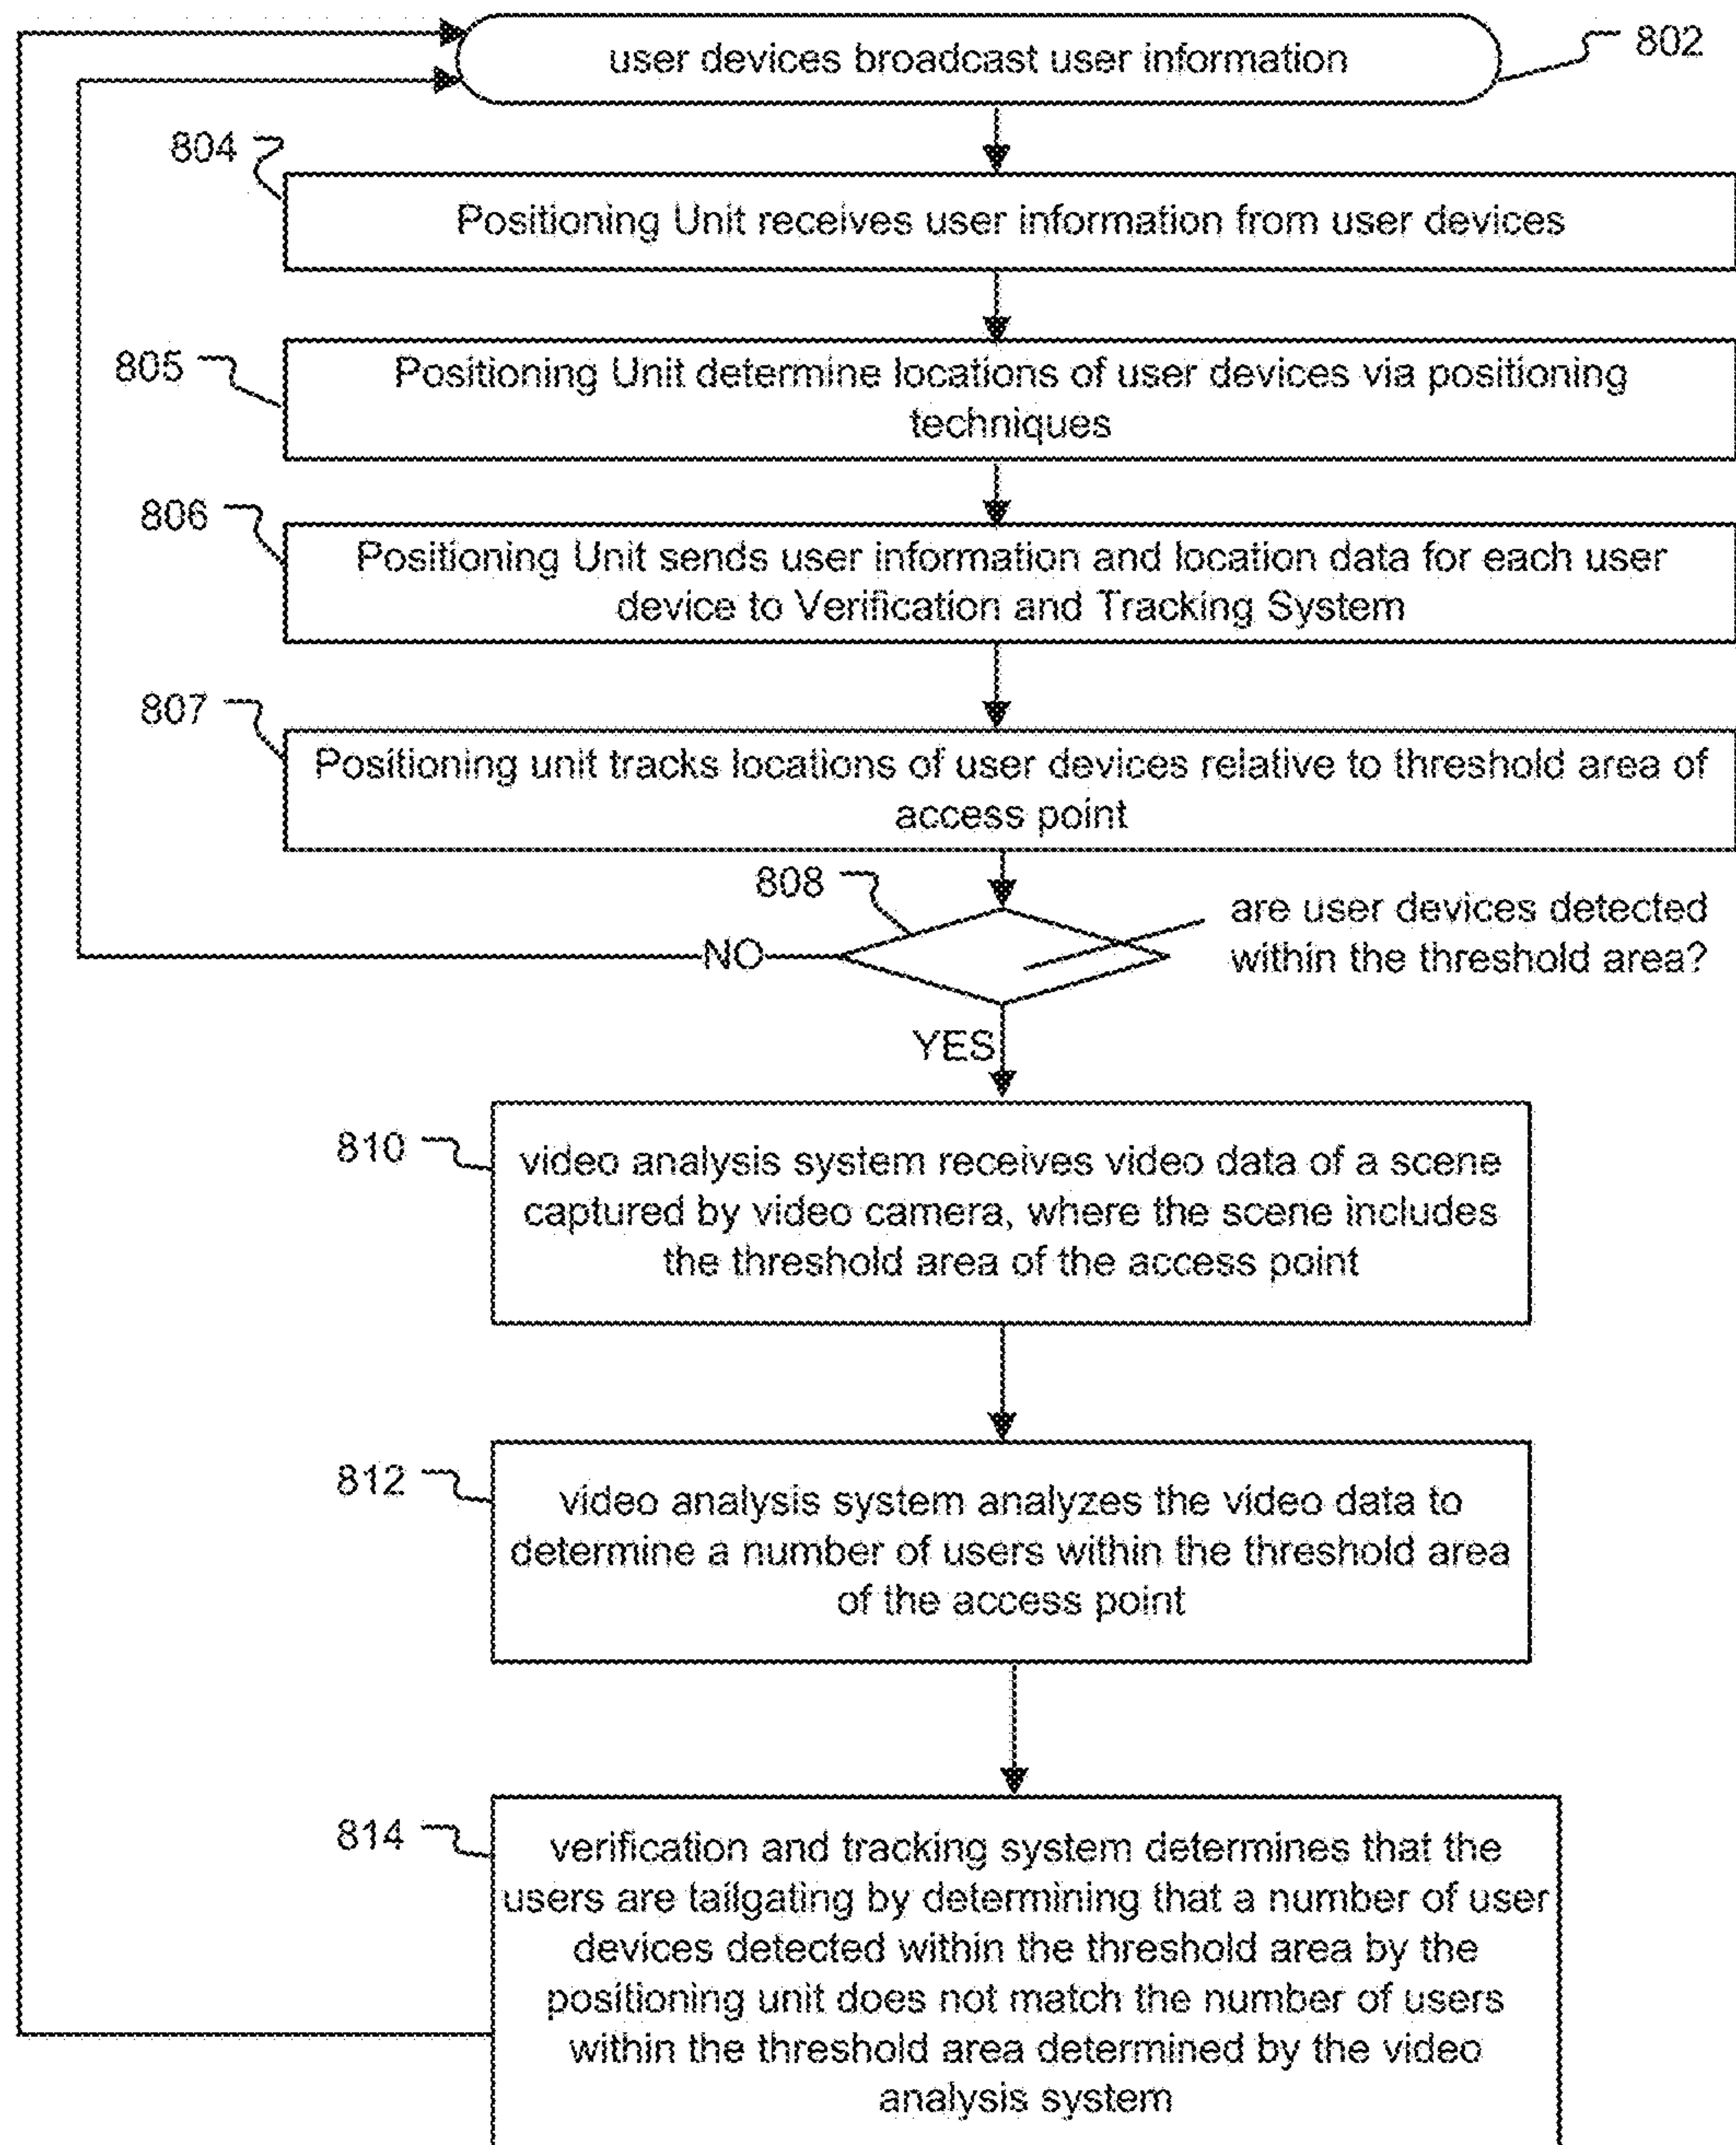 user devices broadcast user information
802
804
Positioning Unit receives user information from user devices
805
Positioning Unit determine locations of user devices via positioning
techniques
806
Positioning Unit sends user information and location data for each user
device to Verification and Tracking System
807
Positioning unit tracks locations of user devices relative to threshold area of
access point
808
are user devices detected
within the threshold area?
NO
YES
810
video analysis system receives video data of a scene
captured by video camera, where the scene includes
the threshold area of the access point
812
video analysis system analyzes the video data to
determine a number of users within the threshold area
of the access point
814
verification and tracking system determines that the
users are tailgating by determining that a number of user
devices detected within the threshold area by the
positioning unit does not match the number of users
within the threshold area determined by the video
analysis system